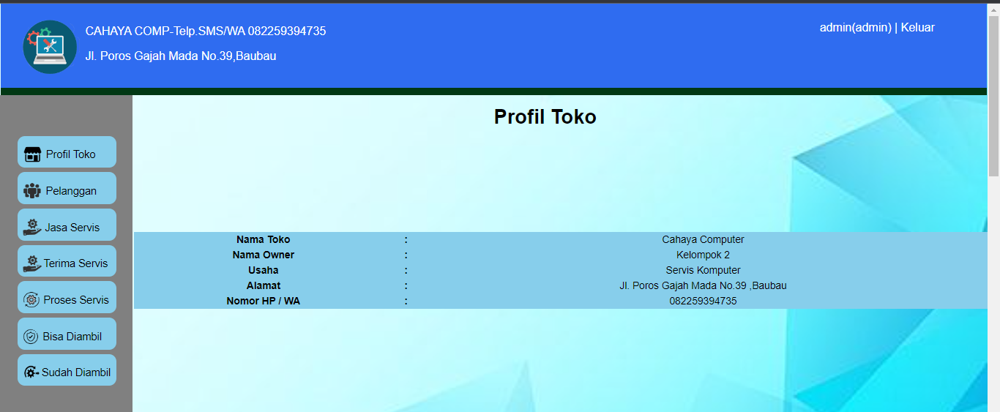 CAHAYA COMP-Telp.SMS/WA 082259394735
admin(admin) | Keluar
Jl. Poros Gajah Mada No.39,Baubau
Profil Toko
Profil Toko
Pelanggan
Jasa Servis
Terima Servis
Proses Servis
Bisa Diambil
Sudah Diambil
Nama Toko : Cahaya Computer
Nama Owner : Kelompok 2
Usaha : Servis Komputer
Alamat : Jl. Poros Gajah Mada No.39 ,Baubau
Nomor HP / WA : 082259394735